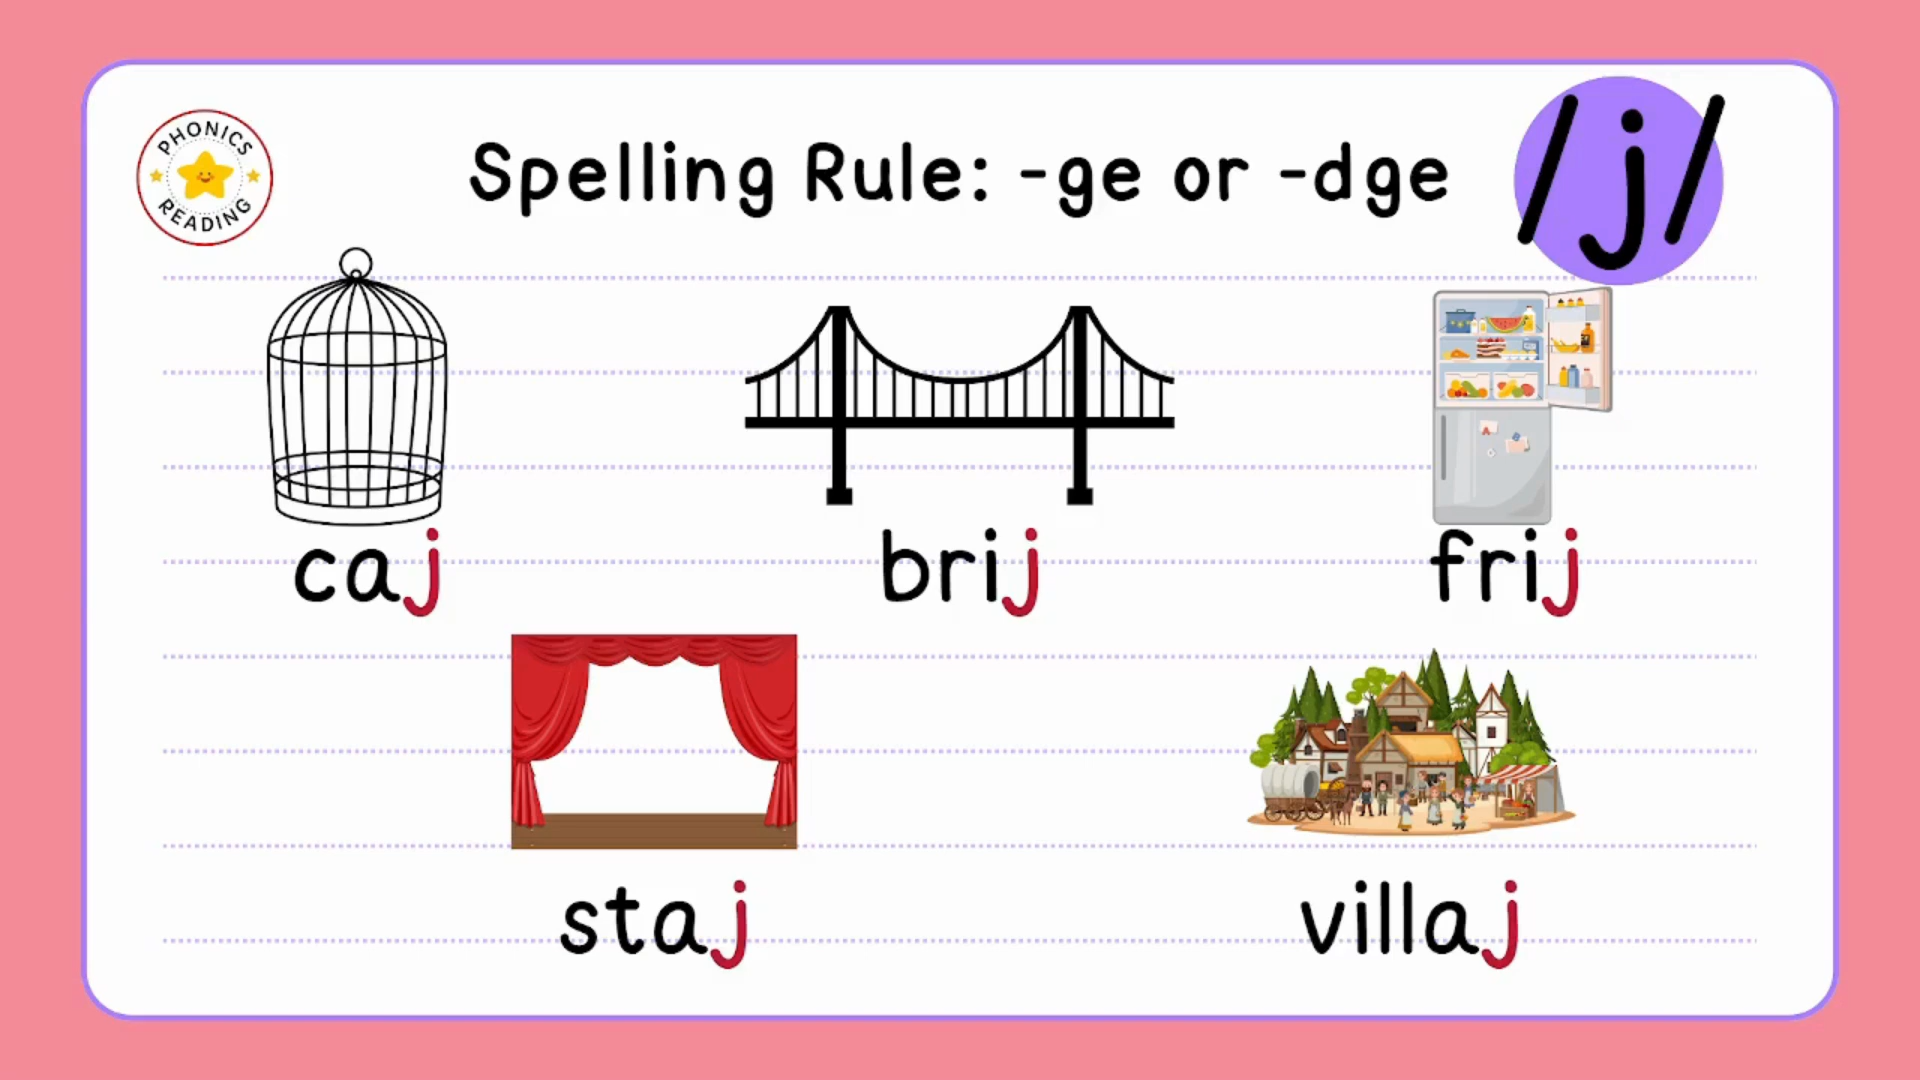 PHONICS
READING
Spelling Rule: -ge or -dge
/j/
caj
brij
frij
staj
villaj